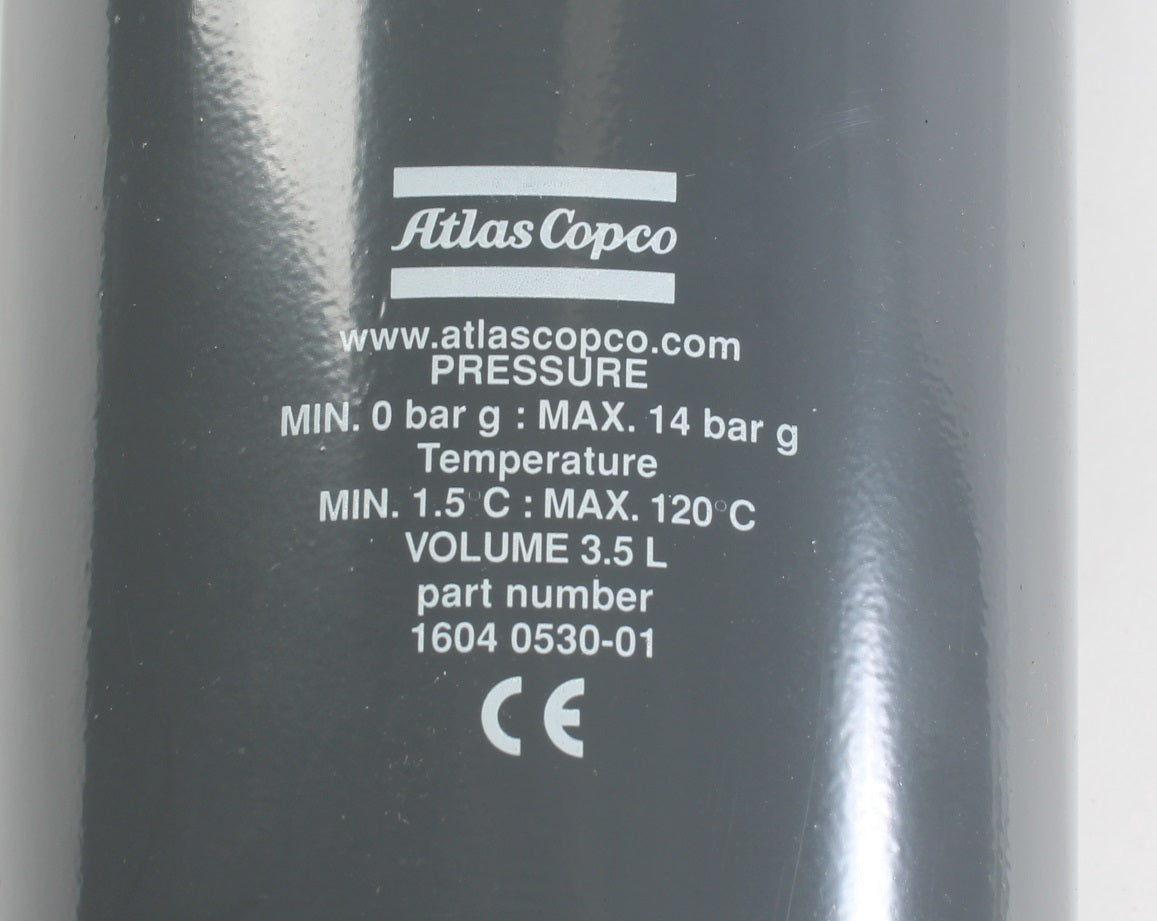 Atlas Copco
www.atlascopco.com
PRESSURE
MIN. 0 bar g : MAX. 14 bar g
Temperature
MIN. 1.5°C : MAX. 120°C
VOLUME 3.5 L
part number
1604 0530-01
CE